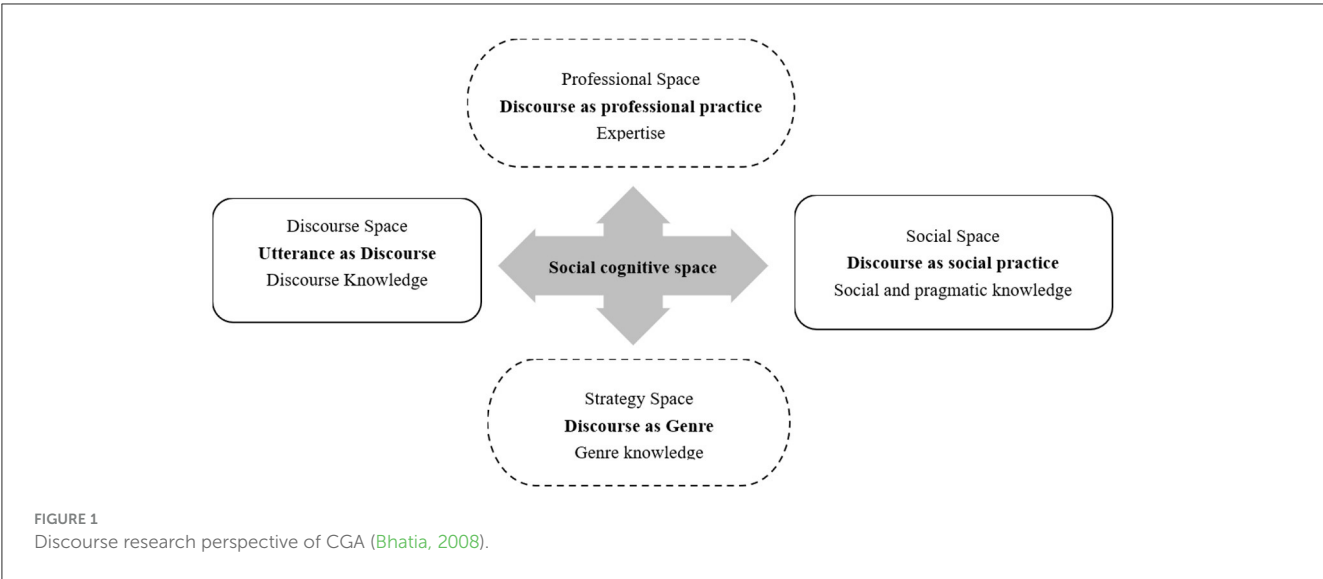 Professional Space
Discourse as professional practice
Expertise
Discourse Space
Utterance as Discourse
Discourse Knowledge
Social cognitive space
Social Space
Discourse as social practice
Social and pragmatic knowledge
Strategy Space
Discourse as Genre
Genre knowledge
FIGURE 1
Discourse research perspective of CGA (Bhatia, 2008).